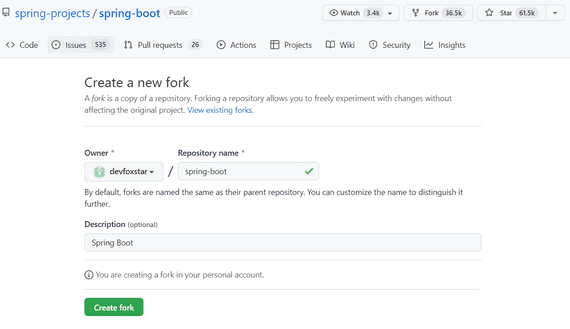 spring-projects / spring-boot Public Watch 3.4k Fork 36.5k Star 61.5k
Code Issues 535 Pull requests 26 Actions Projects Wiki Security Insights
Create a new fork
A fork is a copy of a repository. Forking a repository allows you to freely experiment with changes without
affecting the original project. View existing forks.
Owner * Repository name *
devfoxstar / spring-boot
By default, forks are named the same as their parent repository. You can customize the name to distinguish it
further.
Description (optional)
Spring Boot
You are creating a fork in your personal account.
Create fork